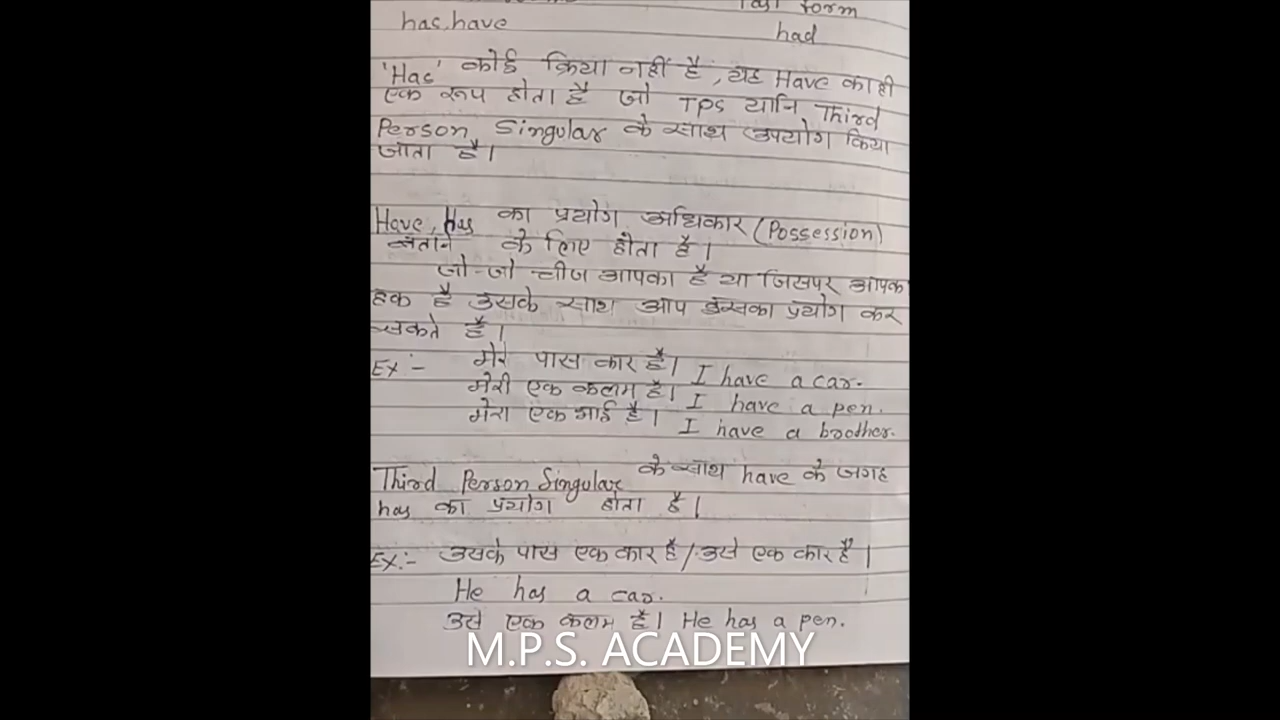 form
has, have
had
'Has' कोई क्रिया नहीं है, यह Have का ही
एक रूप होता है जो TPS यानि Third
Person Singular के साथ उपयोग किया
जाता है।
Have, Has का प्रयोग अधिकार (Possession)
बताने के लिए होता है।
जो-जो चीज आपका है या जिसपर आपक
हक है उसके साथ आप इसका प्रयोग कर
सकते हैं।
Ex :- मेरे पास कार है। I have a car.
मेरी एक कलम है। I have a pen.
मेरा एक भाई है। I have a brother.
Third Person Singular के साथ have के जगह
has का प्रयोग होता है।
Ex:- उसके पास एक कार है/उसे एक कार है।
He has a car.
उसे एक कलम है। He has a pen.
M.P.S. ACADEMY